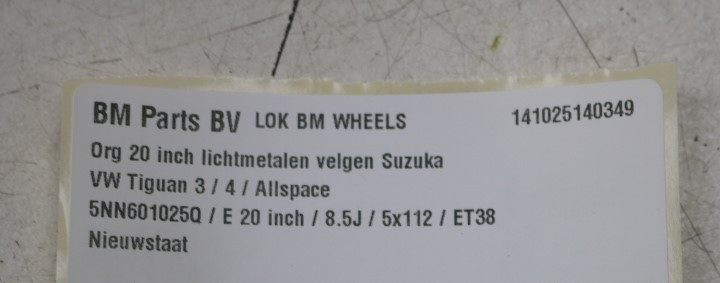 BM Parts BV LOK BM WHEELS 141025140349
Org 20 inch lichtmetalen velgen Suzuka
VW Tiguan 3 / 4 / Allspace
5NN601025Q / E 20 inch / 8.5J / 5x112 / ET38
Nieuwstaat